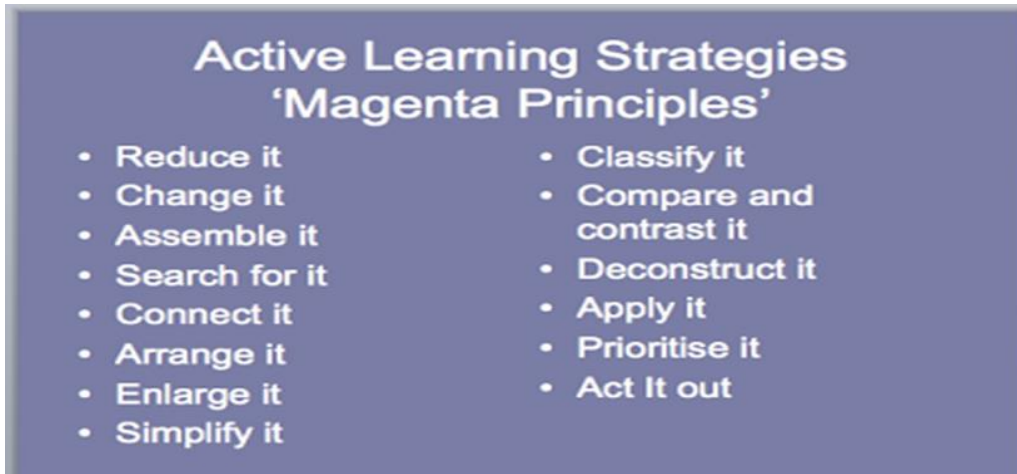 Active Learning Strategies
‘Magenta Principles’
• Reduce it
• Change it
• Assemble it
• Search for it
• Connect it
• Arrange it
• Enlarge it
• Simplify it
• Classify it
• Compare and
contrast it
• Deconstruct it
• Apply it
• Prioritise it
• Act It out